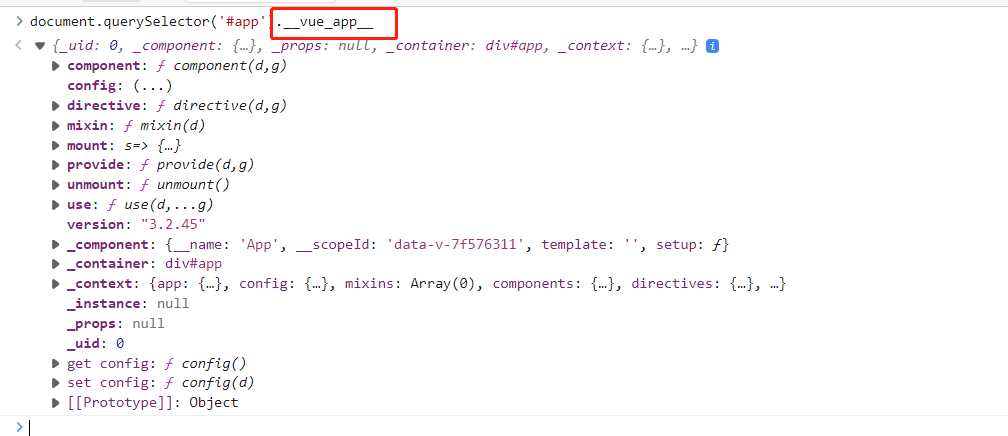 document.querySelector('#app').__vue_app__
{_uid: 0, _component: {…}, _props: null, _container: div#app, _context: {…}, …} i
component: ƒ component(d,g)
config: (...)
directive: ƒ directive(d,g)
mixin: ƒ mixin(d)
mount: s=> {…}
provide: ƒ provide(d,g)
unmount: ƒ unmount()
use: ƒ use(d,...g)
version: "3.2.45"
_component: {__name: 'App', __scopeId: 'data-v-7f576311', template: '', setup: ƒ}
_container: div#app
_context: {app: {…}, config: {…}, mixins: Array(0), components: {…}, directives: {…}, …}
_instance: null
_props: null
_uid: 0
get config: ƒ config()
set config: ƒ config(d)
[[Prototype]]: Object